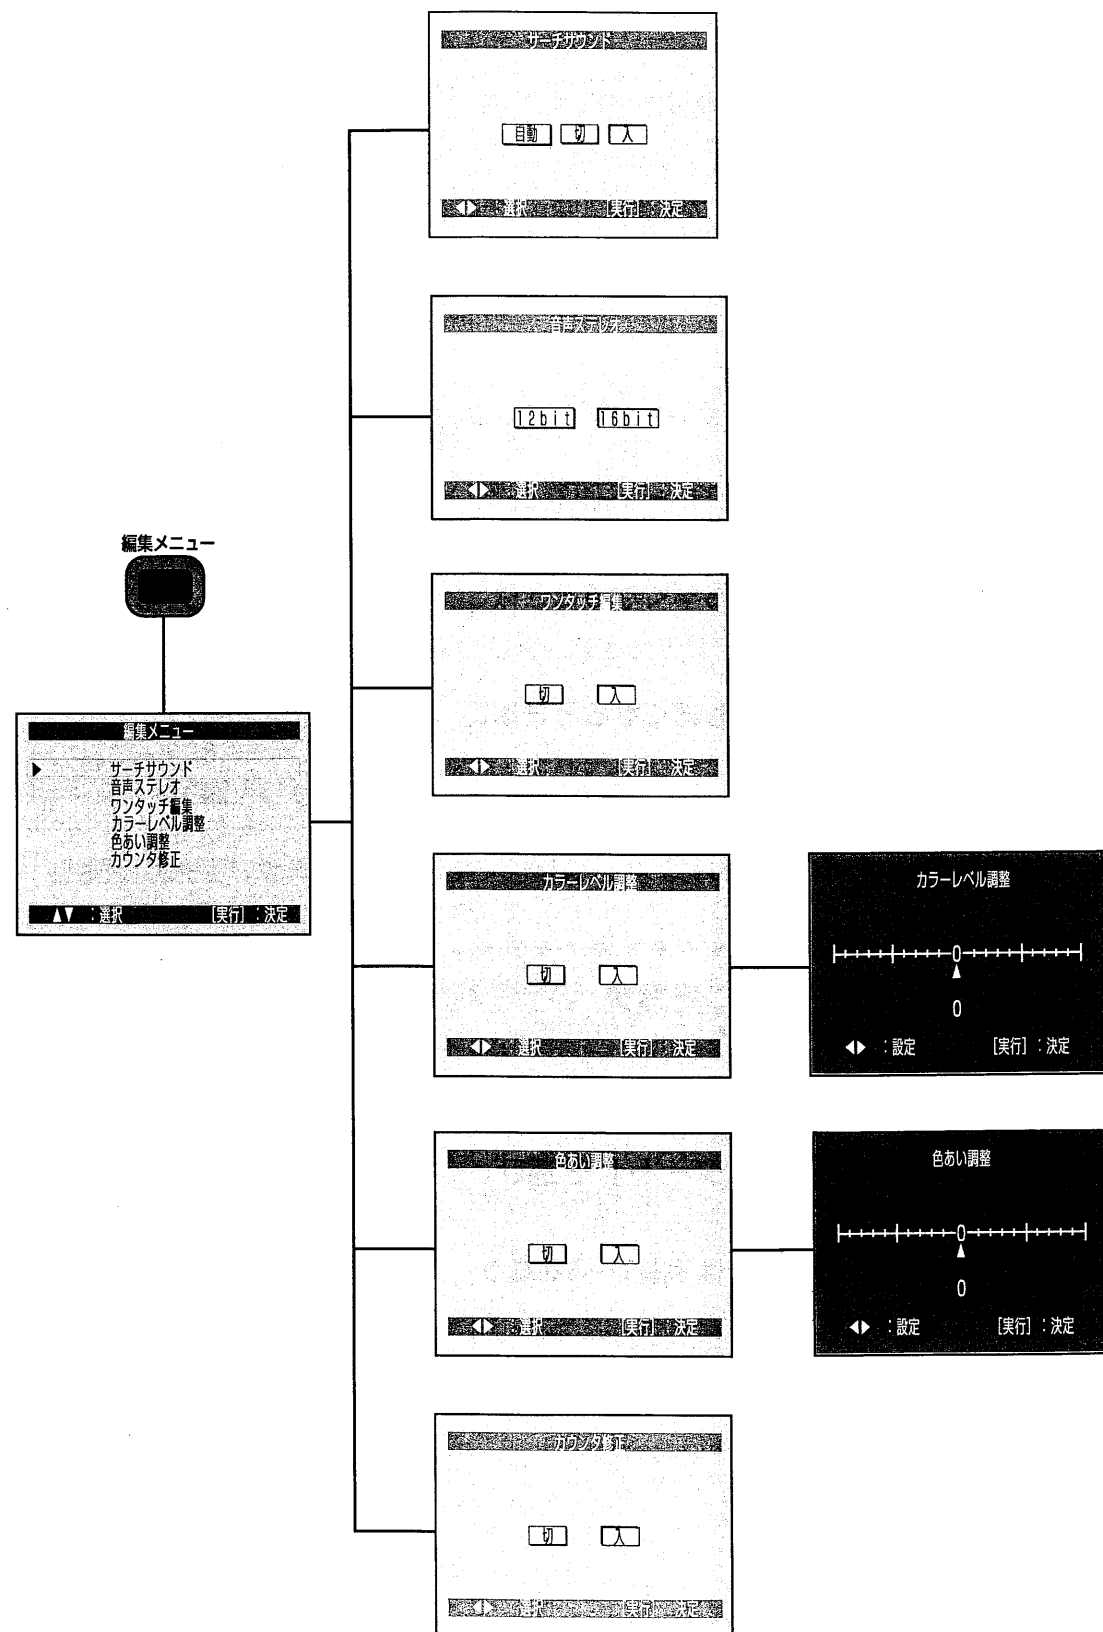 編集メニュー
編集メニュー
▶ サーチサウンド
音声ステレオ
ワンタッチ編集
カラーレベル調整
色あい調整
カウンタ修正
▲▼ :選択 [実行] :決定
サーチサウンド
自動 切 入
◀▶ :選択 [実行] :決定
音声ステレオ
12bit 16bit
◀▶ :選択 [実行] :決定
ワンタッチ編集
切 入
◀▶ :選択 [実行] :決定
カラーレベル調整
切 入
◀▶ :選択 [実行] :決定
カラーレベル調整
0
0
◀▶ :設定 [実行] :決定
色あい調整
切 入
◀▶ :選択 [実行] :決定
色あい調整
0
0
◀▶ :設定 [実行] :決定
カウンタ修正
切 入
◀▶ :選択 [実行] :決定